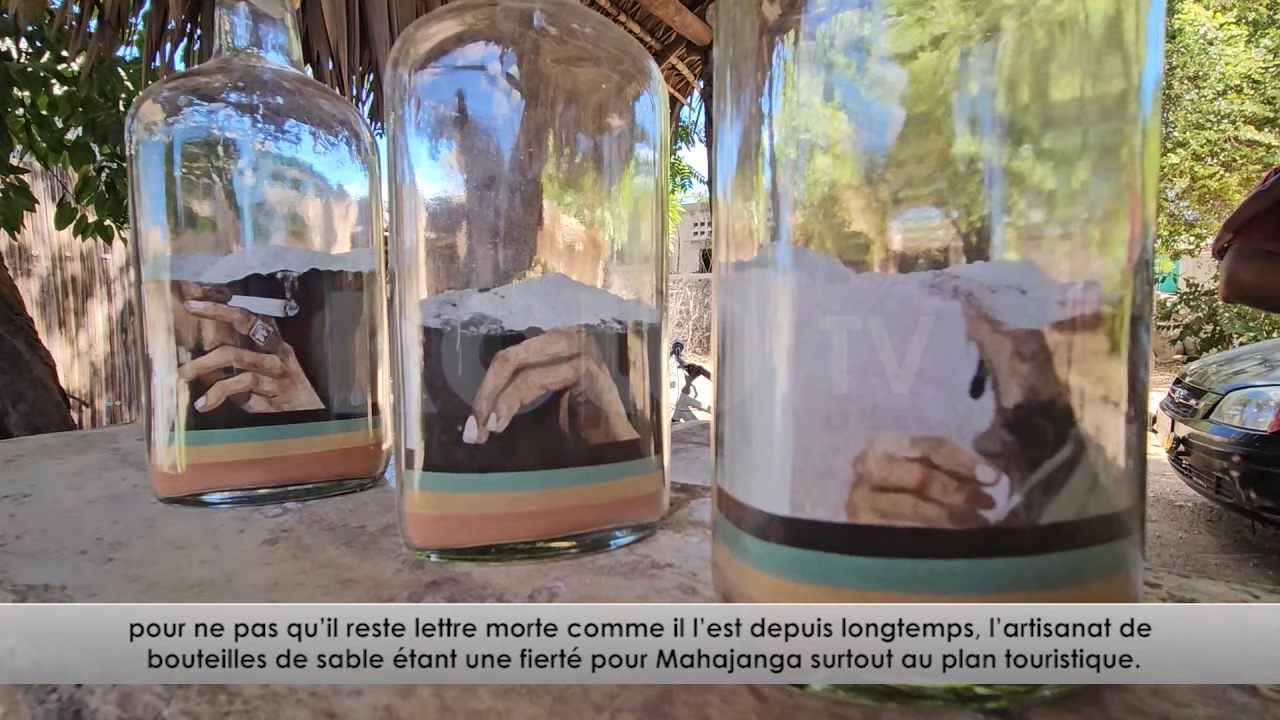 TV
pour ne pas qu'il reste lettre morte comme il l'est depuis longtemps, l'artisanat de
bouteilles de sable étant une fierté pour Mahajanga surtout au plan touristique.